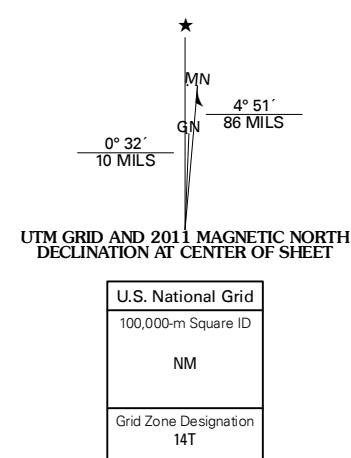 ★
MN
GN
4° 51´
86 MILS
0° 32´
10 MILS
UTM GRID AND 2011 MAGNETIC NORTH
DECLINATION AT CENTER OF SHEET
U.S. National Grid
100,000-m Square ID
NM
Grid Zone Designation
14T